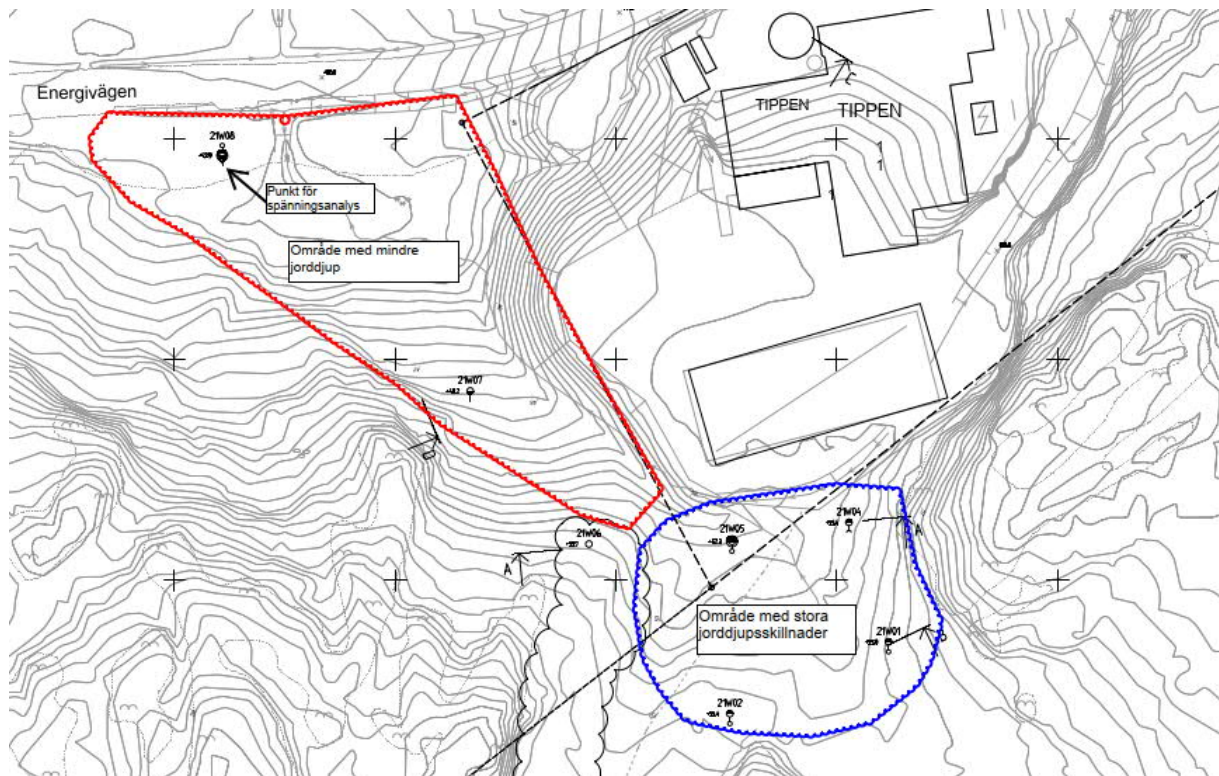 Energivägen
TIPPEN
TIPPEN
1
1
21W08
Punkt för
spänningsanalys
Område med mindre
jorddjup
21W07
21W06
21W05
21W04
A
A
Område med stora
jorddjupsskillnader
21W01
21W02